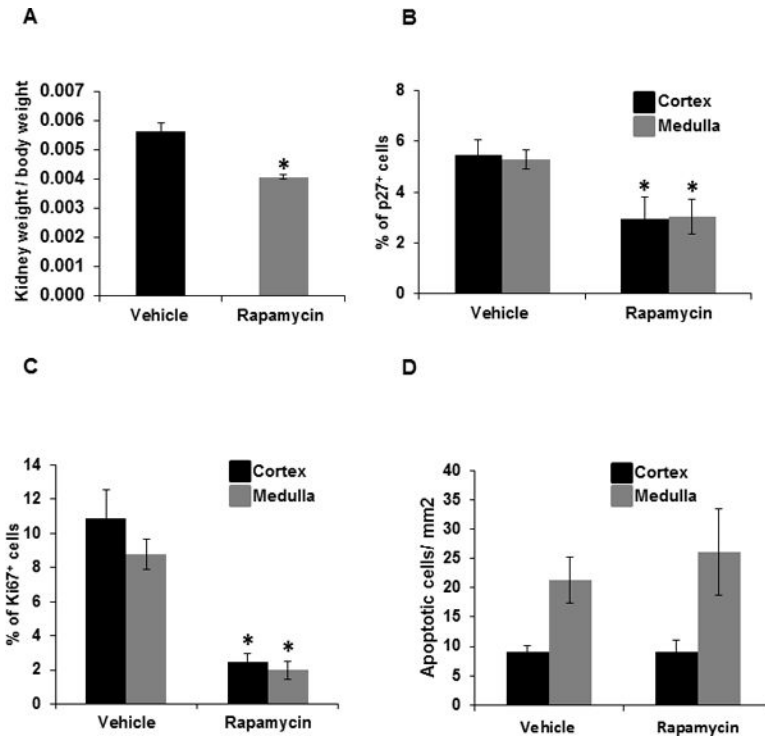 A
Kidney weight / body weight
0.007
0.006
0.005
0.004
0.003
0.002
0.001
0.000
*
Vehicle
Rapamycin
B
% of p27⁺ cells
8
6
4
2
0
Cortex
Medulla
* *
Vehicle
Rapamycin
C
% of Ki67⁺ cells
14
12
10
8
6
4
2
0
Cortex
Medulla
* *
Vehicle
Rapamycin
D
Apoptotic cells/ mm2
40
35
30
25
20
15
10
5
0
Cortex
Medulla
Vehicle
Rapamycin